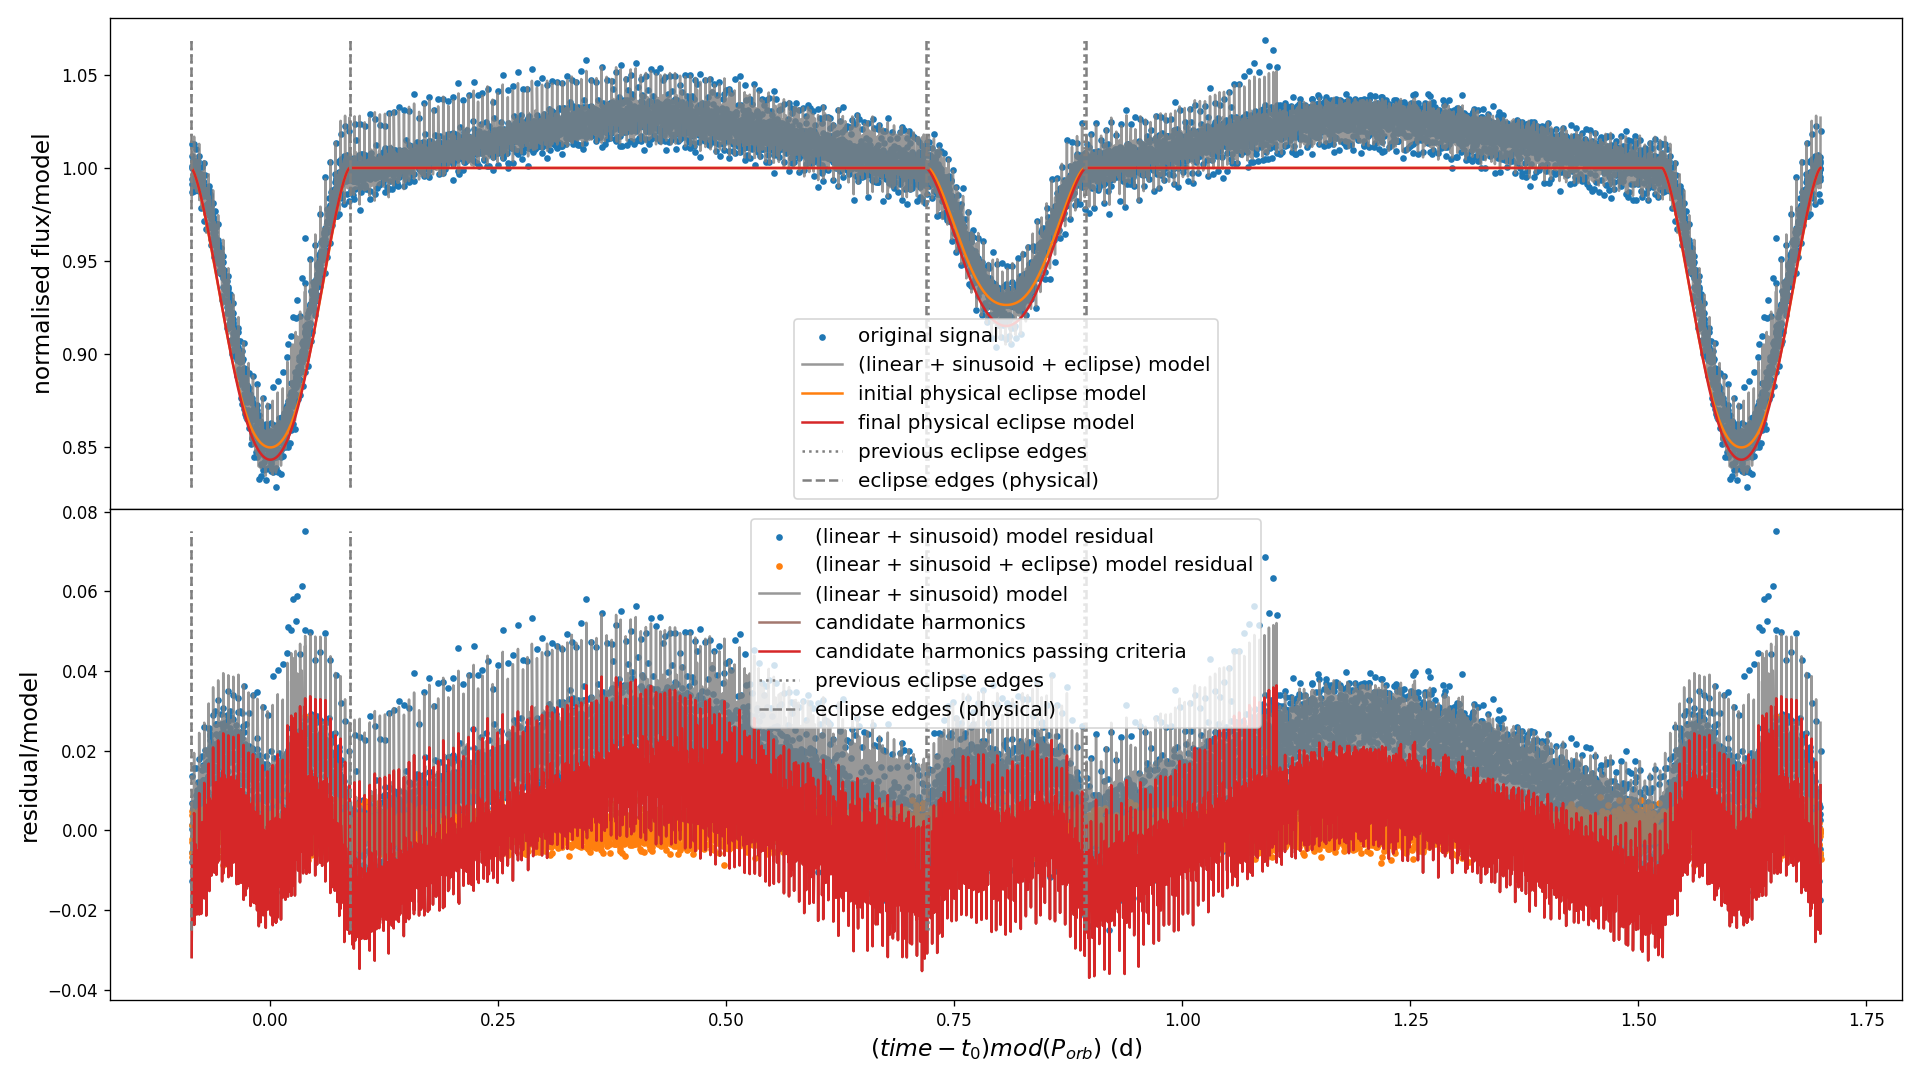 normalised flux/model
1.05
1.00
0.95
0.90
0.85
original signal
(linear + sinusoid + eclipse) model
initial physical eclipse model
final physical eclipse model
previous eclipse edges
eclipse edges (physical)
residual/model
0.08
0.06
0.04
0.02
0.00
−0.02
−0.04
(linear + sinusoid) model residual
(linear + sinusoid + eclipse) model residual
(linear + sinusoid) model
candidate harmonics
candidate harmonics passing criteria
previous eclipse edges
eclipse edges (physical)
0.00 0.25 0.50 0.75 1.00 1.25 1.50 1.75
(time − t₀)mod(P_orb) (d)